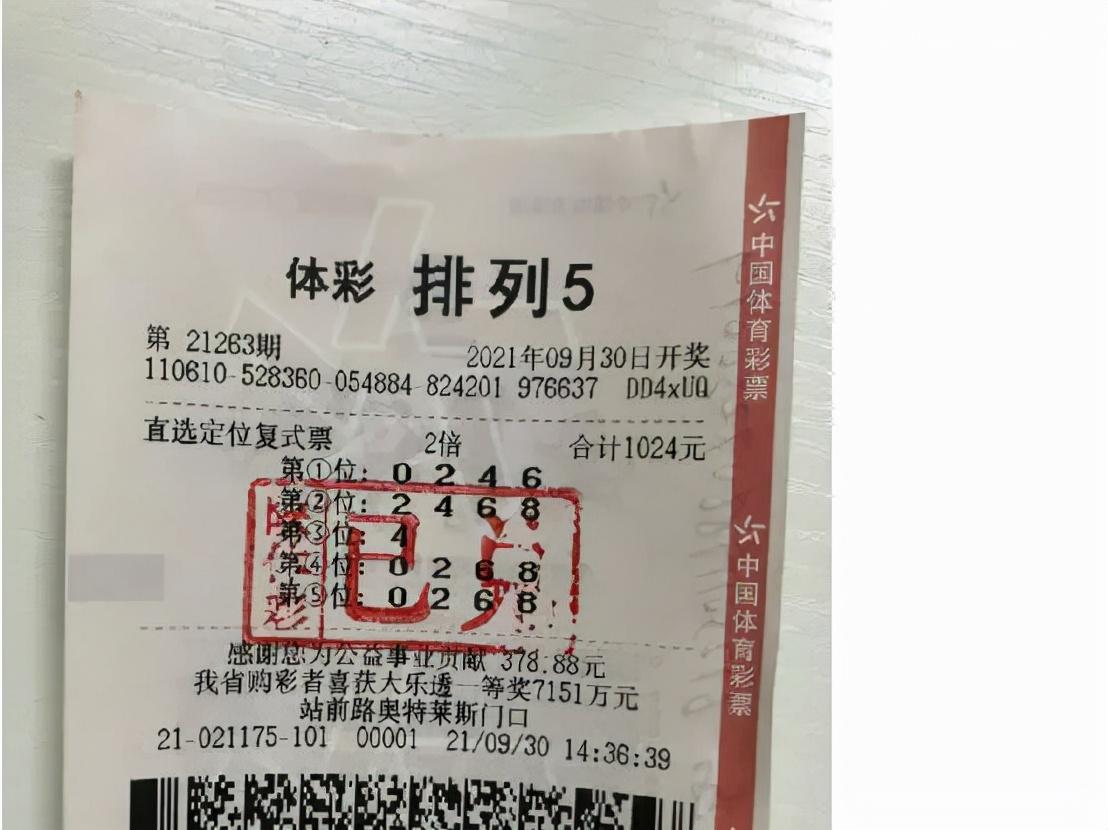 体彩 排列5
第 21263期
2021年09月30日开奖
110610-528360-054884-824201 976637 DD4xUQ
直选定位复式票 2倍 合计1024元
第①位: 0 2 4 6
第②位: 2 4 6 8
第③位: 4
第④位: 0 2 6 8
第⑤位: 0 2 6 8
已
感谢您为公益事业贡献 378.88元
我省购彩者喜获大乐透一等奖7151万元
站前路奥特莱斯门口
21-021175-101 00001 21/09/30 14:36:39
中国体育彩票
中国体育彩票